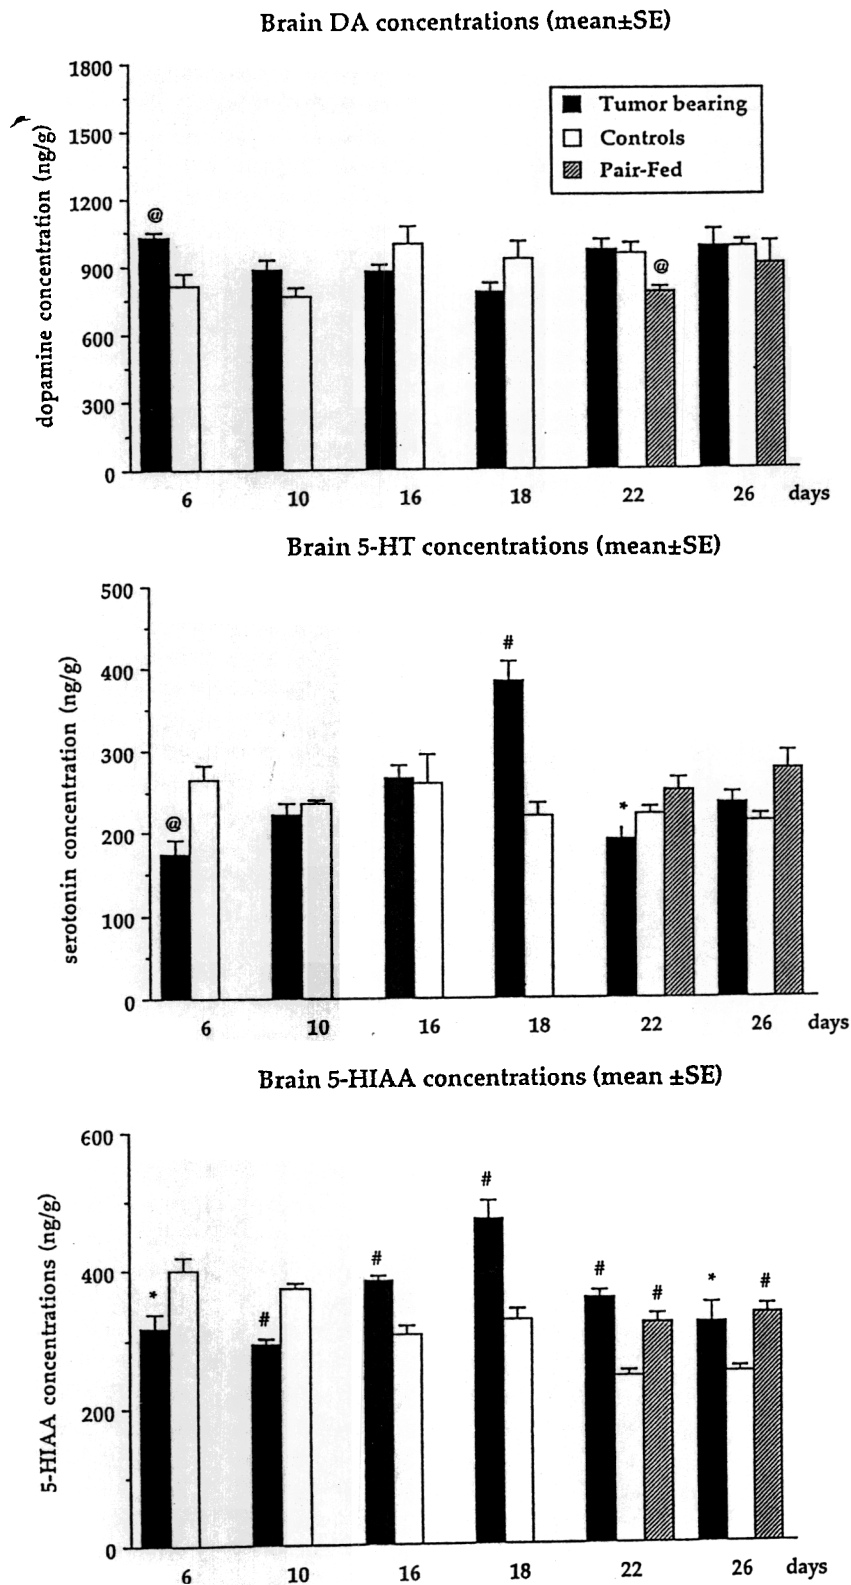 Brain DA concentrations (mean±SE)
1800
1500
1200
900
600
300
0
dopamine concentration (ng/g)
Tumor bearing
Controls
Pair-Fed
@
@
6 10 16 18 22 26 days
Brain 5-HT concentrations (mean±SE)
500
400
300
200
100
0
serotonin concentration (ng/g)
@
#
*
6 10 16 18 22 26 days
Brain 5-HIAA concentrations (mean ±SE)
600
400
200
0
5-HIAA concentrations (ng/g)
*
#
#
#
#
#
*
#
6 10 16 18 22 26 days